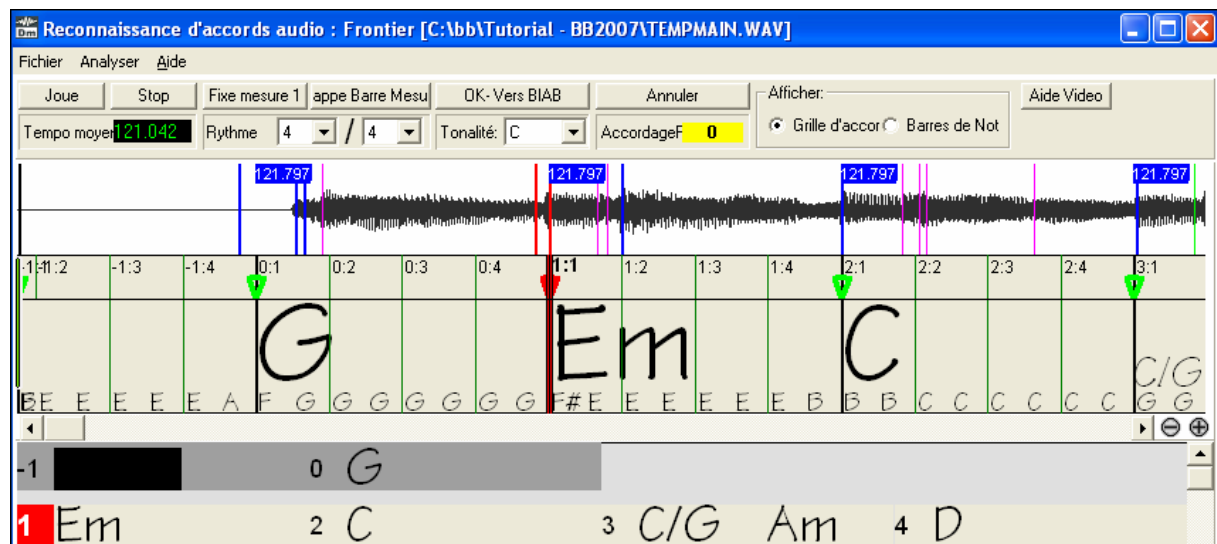 Reconnaissance d'accords audio : Frontier [C:\bb\Tutorial - BB2007\TEMPMAIN.WAV]
Fichier Analyser Aide
Joue Stop Fixe mesure 1 appe Barre Mesu OK- Vers BIAB Annuler Afficher: Aide Video
Tempo moyer 121.042 Rythme 4 / 4 Tonalité: C AccordageF 0 Grille d'accor Barres de Not
121.797 121.797 121.797 121.797
-1:2 -1:3 -1:4 0:1 0:2 0:3 0:4 1:1 1:2 1:3 1:4 2:1 2:2 2:3 2:4 3:1
G Em C C/G
E E E E E A F G G G G G G G F# E E E E E E B B B C C C C C C G G
-1 0 G
1 Em 2 C 3 C/G Am 4 D